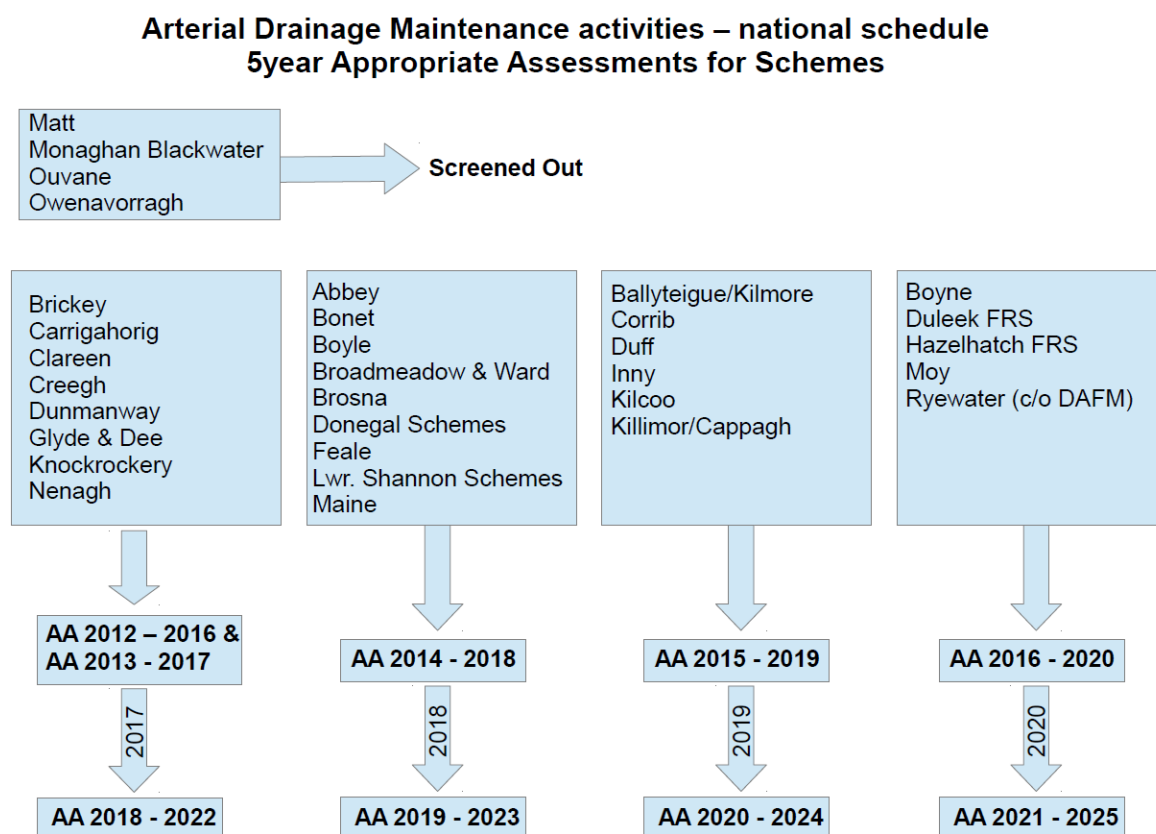 Arterial Drainage Maintenance activities – national schedule
5year Appropriate Assessments for Schemes
Matt
Monaghan Blackwater
Ouvane
Owenavorragh
Screened Out
Brickey
Carrigahorig
Clareen
Creegh
Dunmanway
Glyde & Dee
Knockrockery
Nenagh
Abbey
Bonet
Boyle
Broadmeadow & Ward
Brosna
Donegal Schemes
Feale
Lwr. Shannon Schemes
Maine
Ballyteigue/Kilmore
Corrib
Duff
Inny
Kilcoo
Killimor/Cappagh
Boyne
Duleek FRS
Hazelhatch FRS
Moy
Ryewater (c/o DAFM)
AA 2012 – 2016 &
AA 2013 - 2017
AA 2014 - 2018
AA 2015 - 2019
AA 2016 - 2020
2017
2018
2019
2020
AA 2018 - 2022
AA 2019 - 2023
AA 2020 - 2024
AA 2021 - 2025